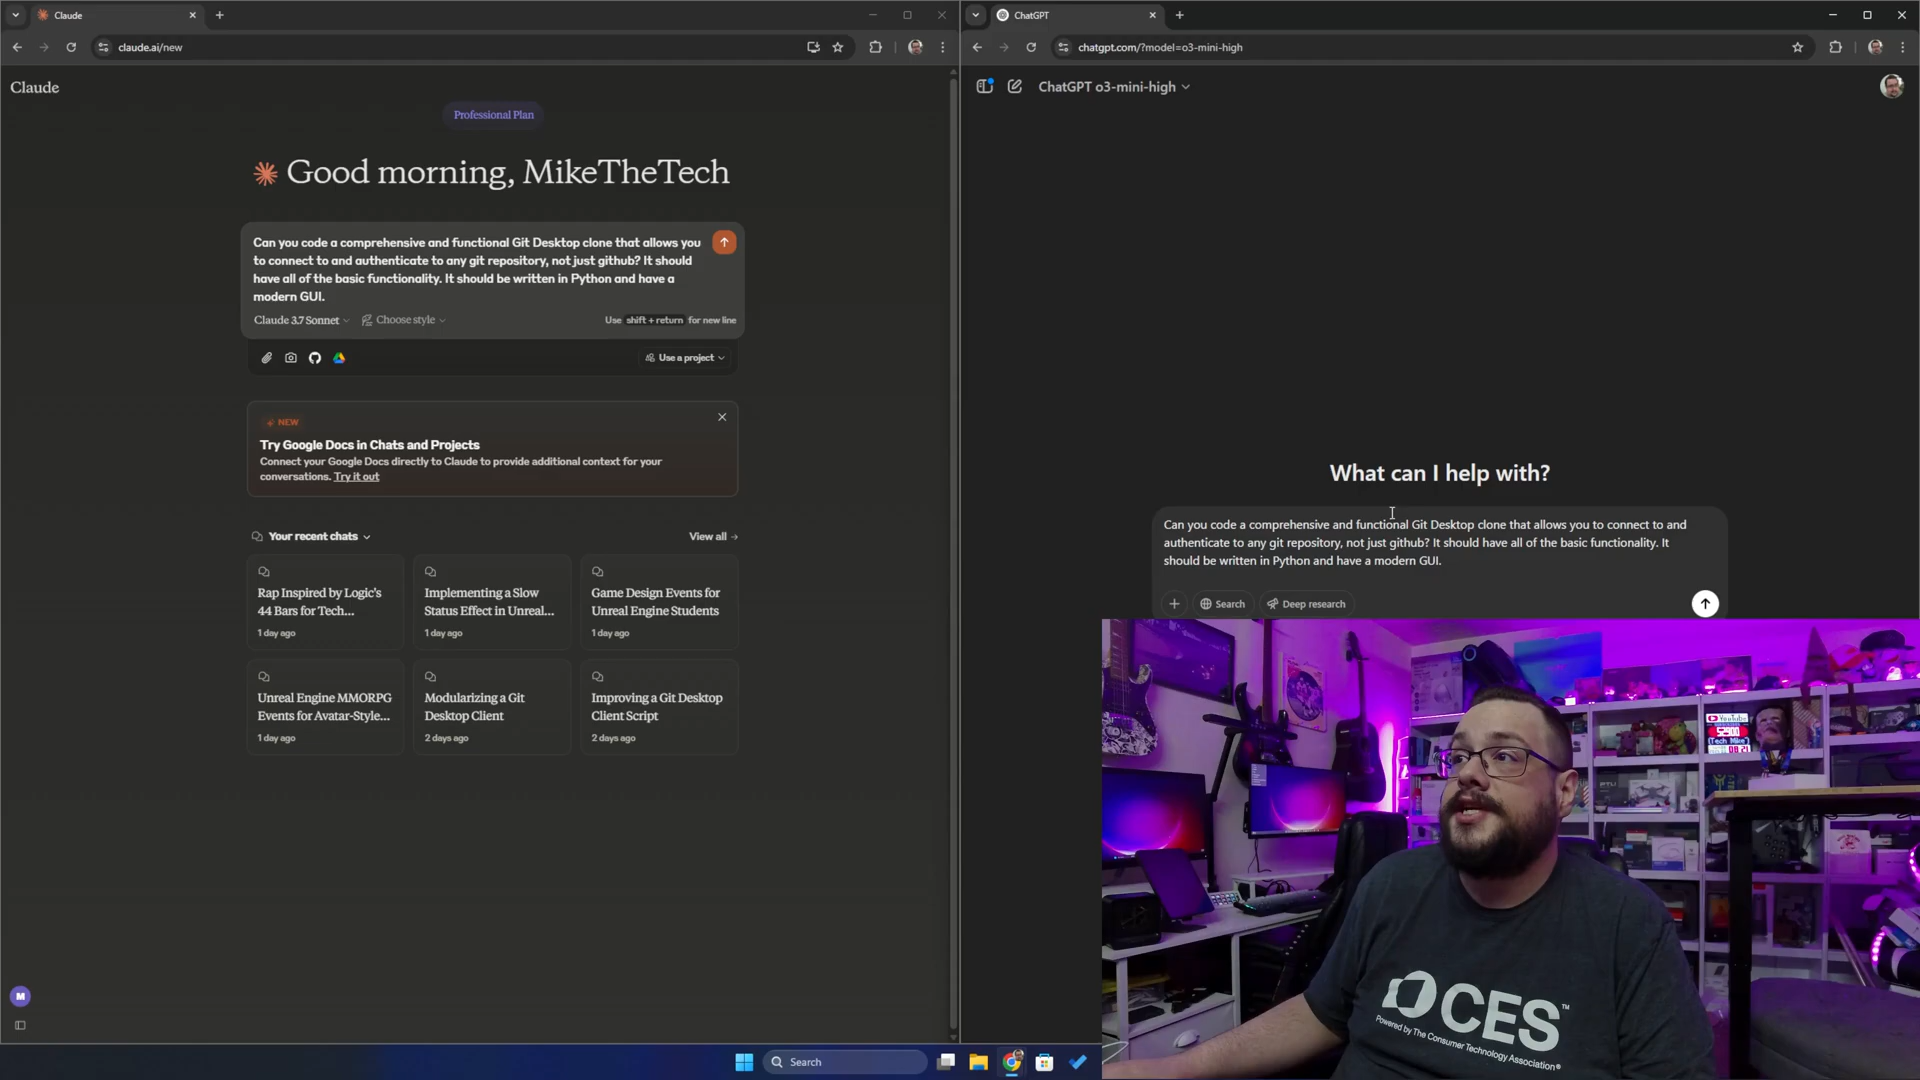 Claude
claude.ai/new
Claude
Professional Plan
Good morning, MikeTheTech
Can you code a comprehensive and functional Git Desktop clone that allows you
to connect to and authenticate to any git repository, not just github? It should
have all of the basic functionality. It should be written in Python and have a
modern GUI.
Claude 3.7 Sonnet
Choose style
Use shift + return for new line
Use a project
NEW
Try Google Docs in Chats and Projects
Connect your Google Docs directly to Claude to provide additional context for your
conversations. Try it out
Your recent chats
View all
Rap Inspired by Logic's
44 Bars for Tech...
1 day ago
Implementing a Slow
Status Effect in Unreal...
1 day ago
Game Design Events for
Unreal Engine Students
1 day ago
Unreal Engine MMORPG
Events for Avatar-Style...
1 day ago
Modularizing a Git
Desktop Client
2 days ago
Improving a Git Desktop
Client Script
2 days ago
M
ChatGPT
chatgpt.com/?model=o3-mini-high
ChatGPT o3-mini-high
What can I help with?
Can you code a comprehensive and functional Git Desktop clone that allows you to connect to and
authenticate to any git repository, not just github? It should have all of the basic functionality. It
should be written in Python and have a modern GUI.
Search
Deep research
YouTube
52900
(Tech Mike)
CES™
Powered by The Consumer Technology Association®
Search